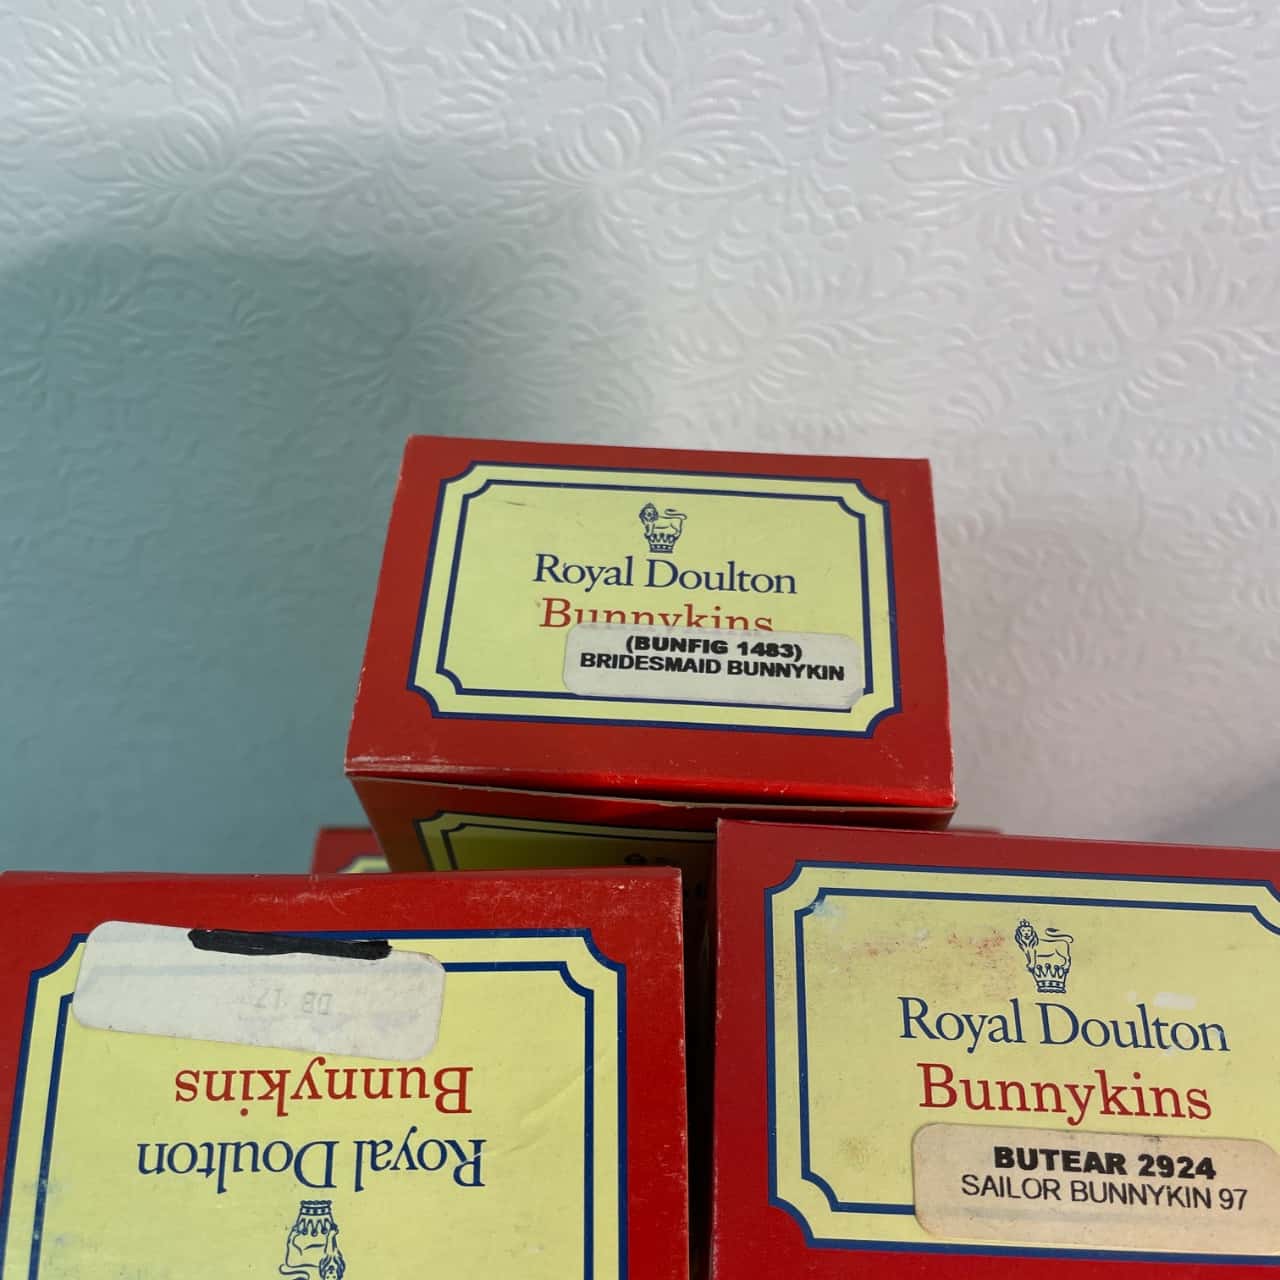 Royal Doulton
Bunnykins
(BUNFIG 1483)
BRIDESMAID BUNNYKIN
Royal Doulton
Bunnykins
DB 17
Royal Doulton
Bunnykins
BUTEAR 2924
SAILOR BUNNYKIN 97